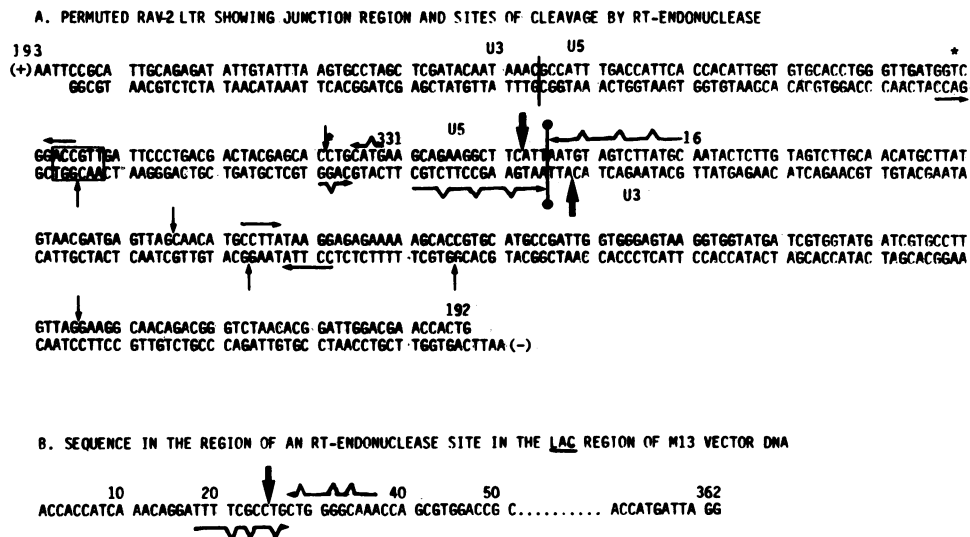 A. PERMUTED RAV-2 LTR SHOWING JUNCTION REGION AND SITES OF CLEAVAGE BY RT-ENDONUCLEASE
193 U3 U5 *
(+) AATTCCGCA TTGCAGAGAT ATTGTATTTA AGTGCCTAGC TCGATACAAT AAACGCCATT TGACCATTCA CCACATTGGT GTGCACCTGG GTTGATGGTC
GGCGT AACGTCTCTA TAACATAAAT TCACGGATCG AGCTATGTTA TTTGCGGTAA ACTGGTAAGT GGTGTAACCA CACGTGGACC CAACTACCAG
* 331 U5 16
GGACCGTTGA TTCCCTGACG ACTACGAGCA CCTGCATGAA GCAGAAGGCTT CATTAATGT AGTCTTATGC AATACTCTTG TAGTCTTGCA ACATGCTTAT
GCTGGCAACT AAGGGACTGC TGATGCTCGT GGACGTACTT CGTCTTCCGAA GTAATTACA TCAGAATACG TTATGAGAAC ATCAGAACGT TGTACGAATA
U3
GTAACGATGA GTTAGCAACA TGCCTTATAA GGAGAGAAAA AGCACCGTGC ATGCCGATTG GTGGGAGTAA GGTGGTATGA TCGTGGTATG ATCGTGCCTT
CATTGCTACT CAATCGTTGT ACGGAATATT CCTCTCTTTT TCGTGGCACG TACGGCTAAC CACCCTCATT CCACCATACT AGCACCATAC TAGCACGGAA
192
GTTAGGAAGG CAACAGACGG GTCTAACACG GATTGGACGA ACCACTG
CAATCCTTCC GTTGTCTGCC CAGATTGTGC CTAACCTGCT TGGTGACTTAA (-)
B. SEQUENCE IN THE REGION OF AN RT-ENDONUCLEASE SITE IN THE LAC REGION OF M13 VECTOR DNA
10 20 40 50 362
ACCACCATCA AACAGGATTTT TCGCCTGCTG GGGCAAACCA GCGTGGACCG C.......... ACCATGATTA GG